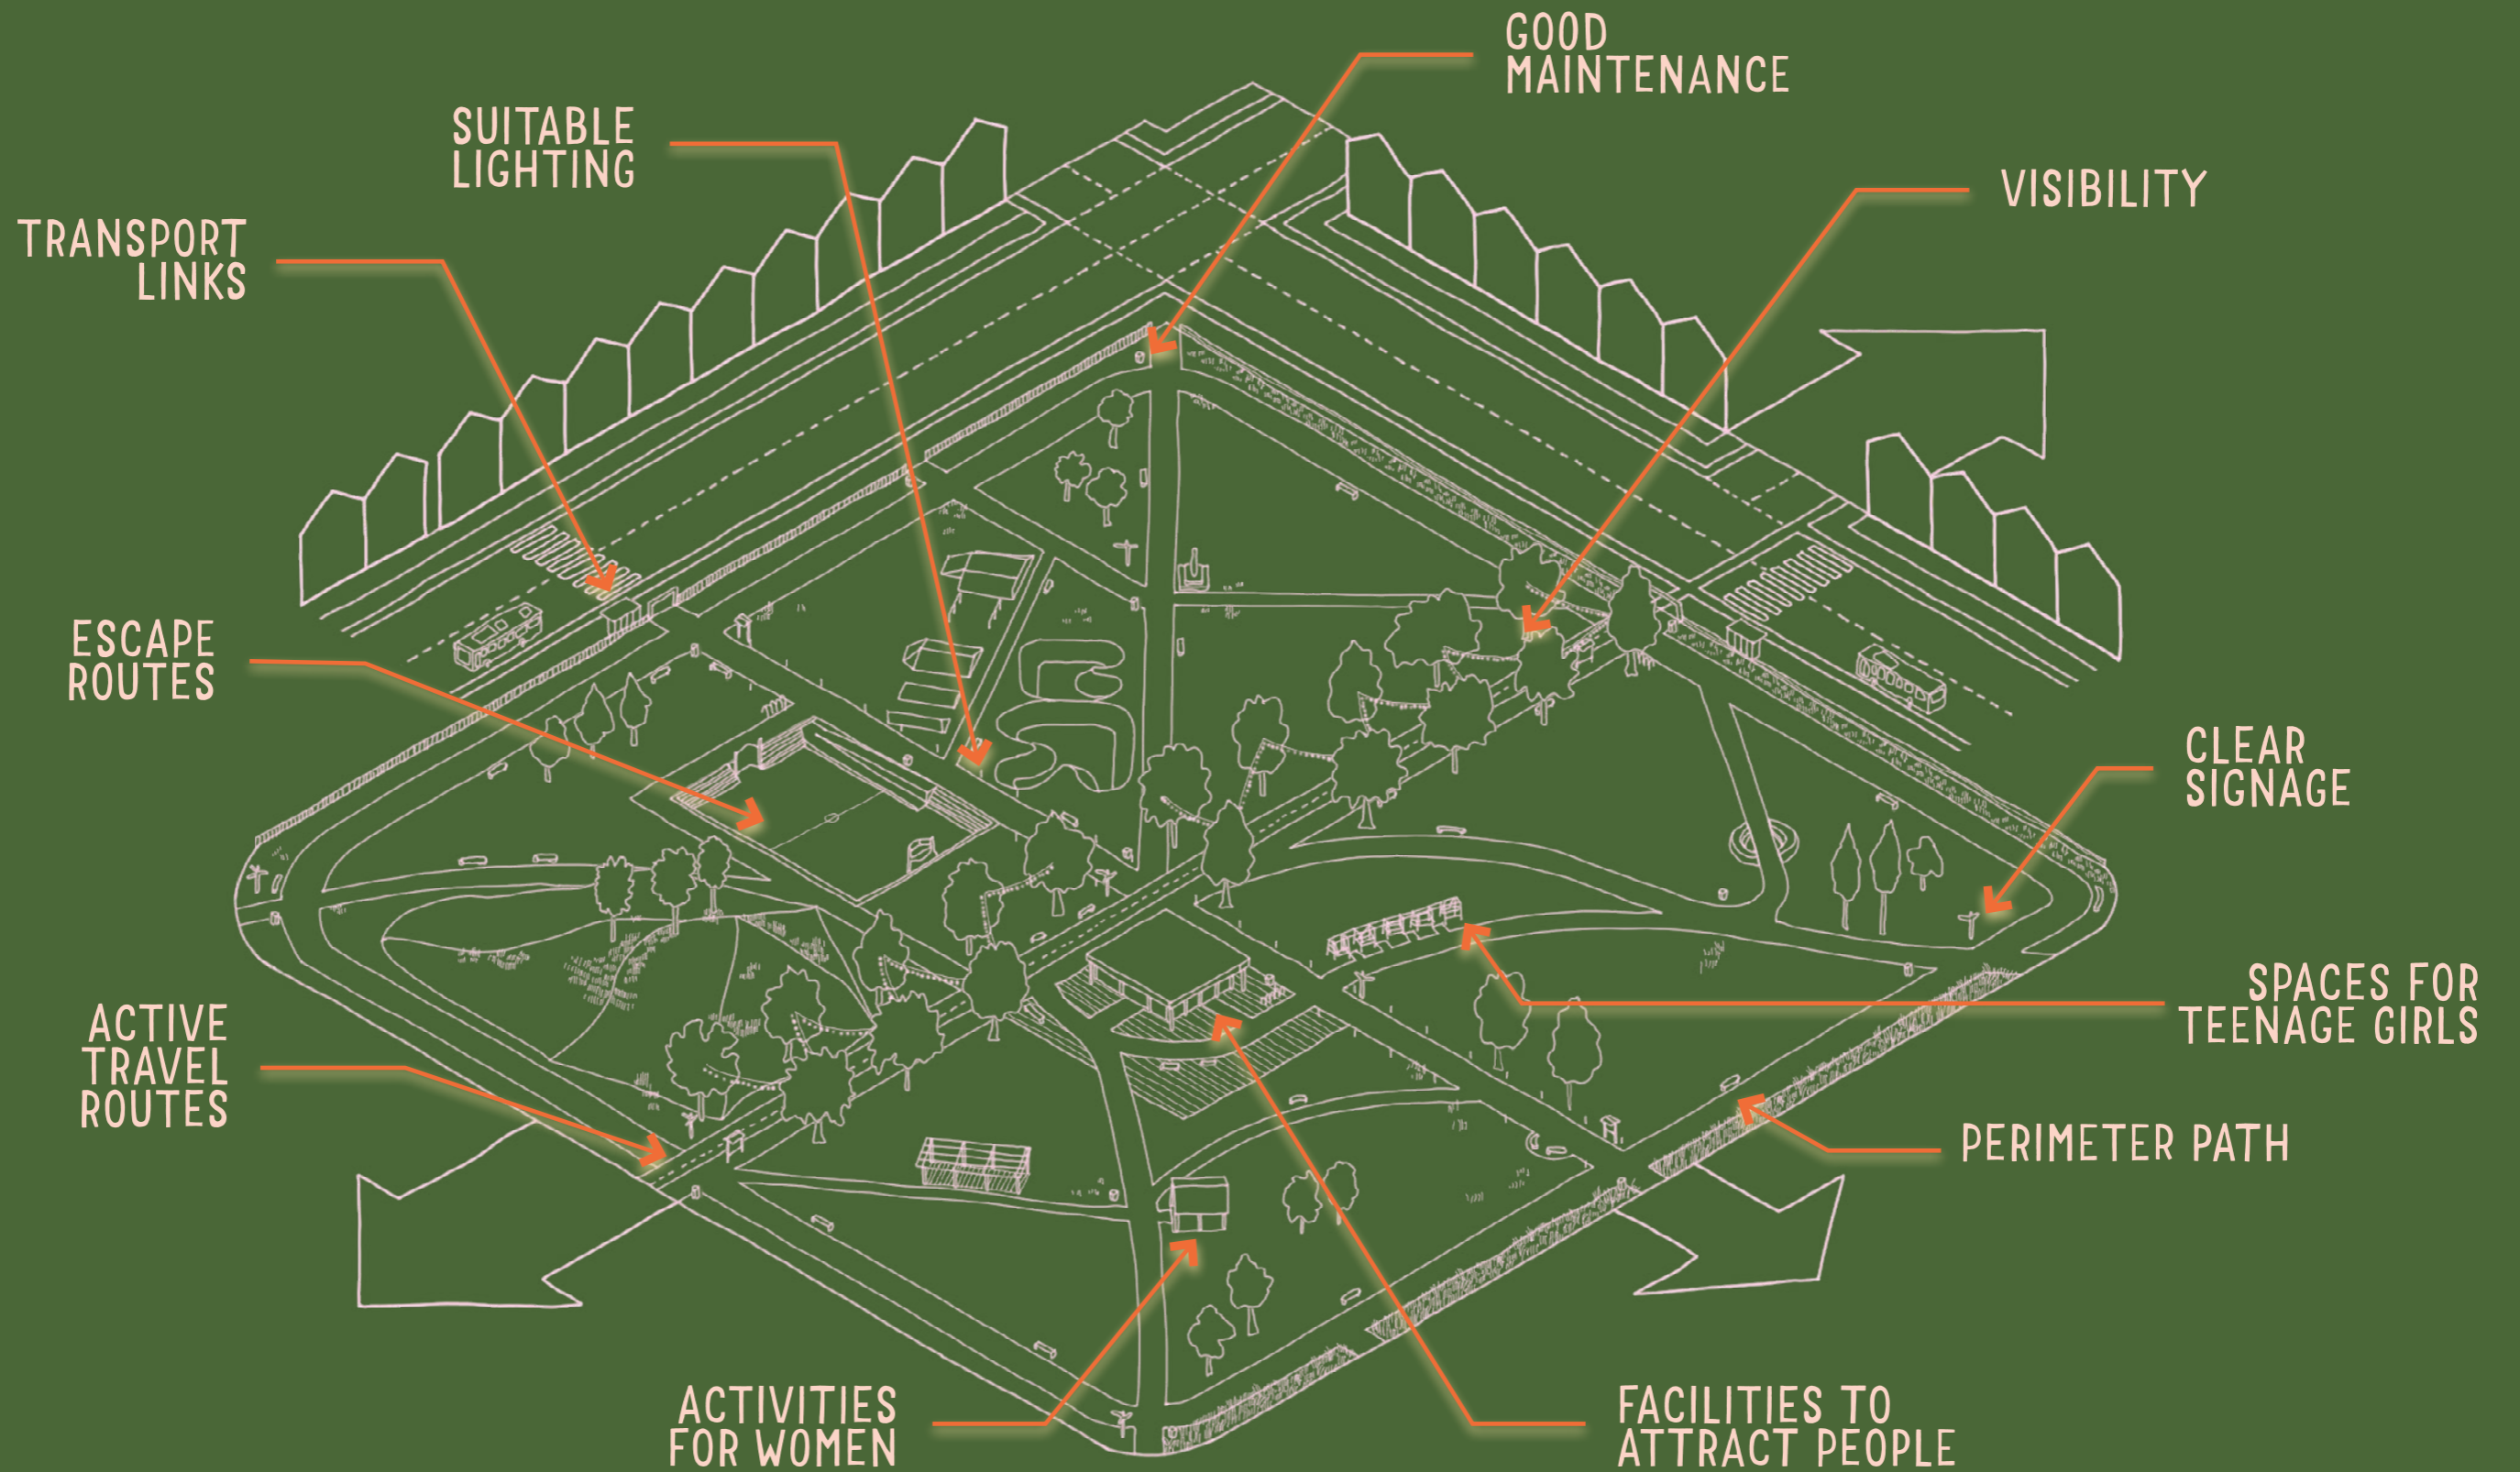 GOOD
MAINTENANCE
SUITABLE
LIGHTING
VISIBILITY
TRANSPORT
LINKS
ESCAPE
ROUTES
CLEAR
SIGNAGE
SPACES FOR
TEENAGE GIRLS
ACTIVE
TRAVEL
ROUTES
PERIMETER PATH
ACTIVITIES
FOR WOMEN
FACILITIES TO
ATTRACT PEOPLE